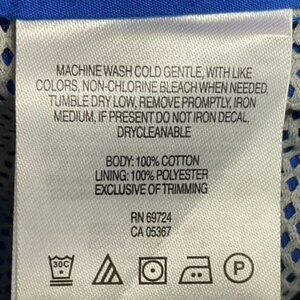 MACHINE WASH COLD GENTLE, WITH LIKE
COLORS, NON-CHLORINE BLEACH WHEN NEEDED,
TUMBLE DRY LOW, REMOVE PROMPTLY, IRON
MEDIUM, IF PRESENT DO NOT IRON DECAL,
DRYCLEANABLE
BODY: 100% COTTON
LINING: 100% POLYESTER
EXCLUSIVE OF TRIMMING
RN 69724
CA 05367
30C
P